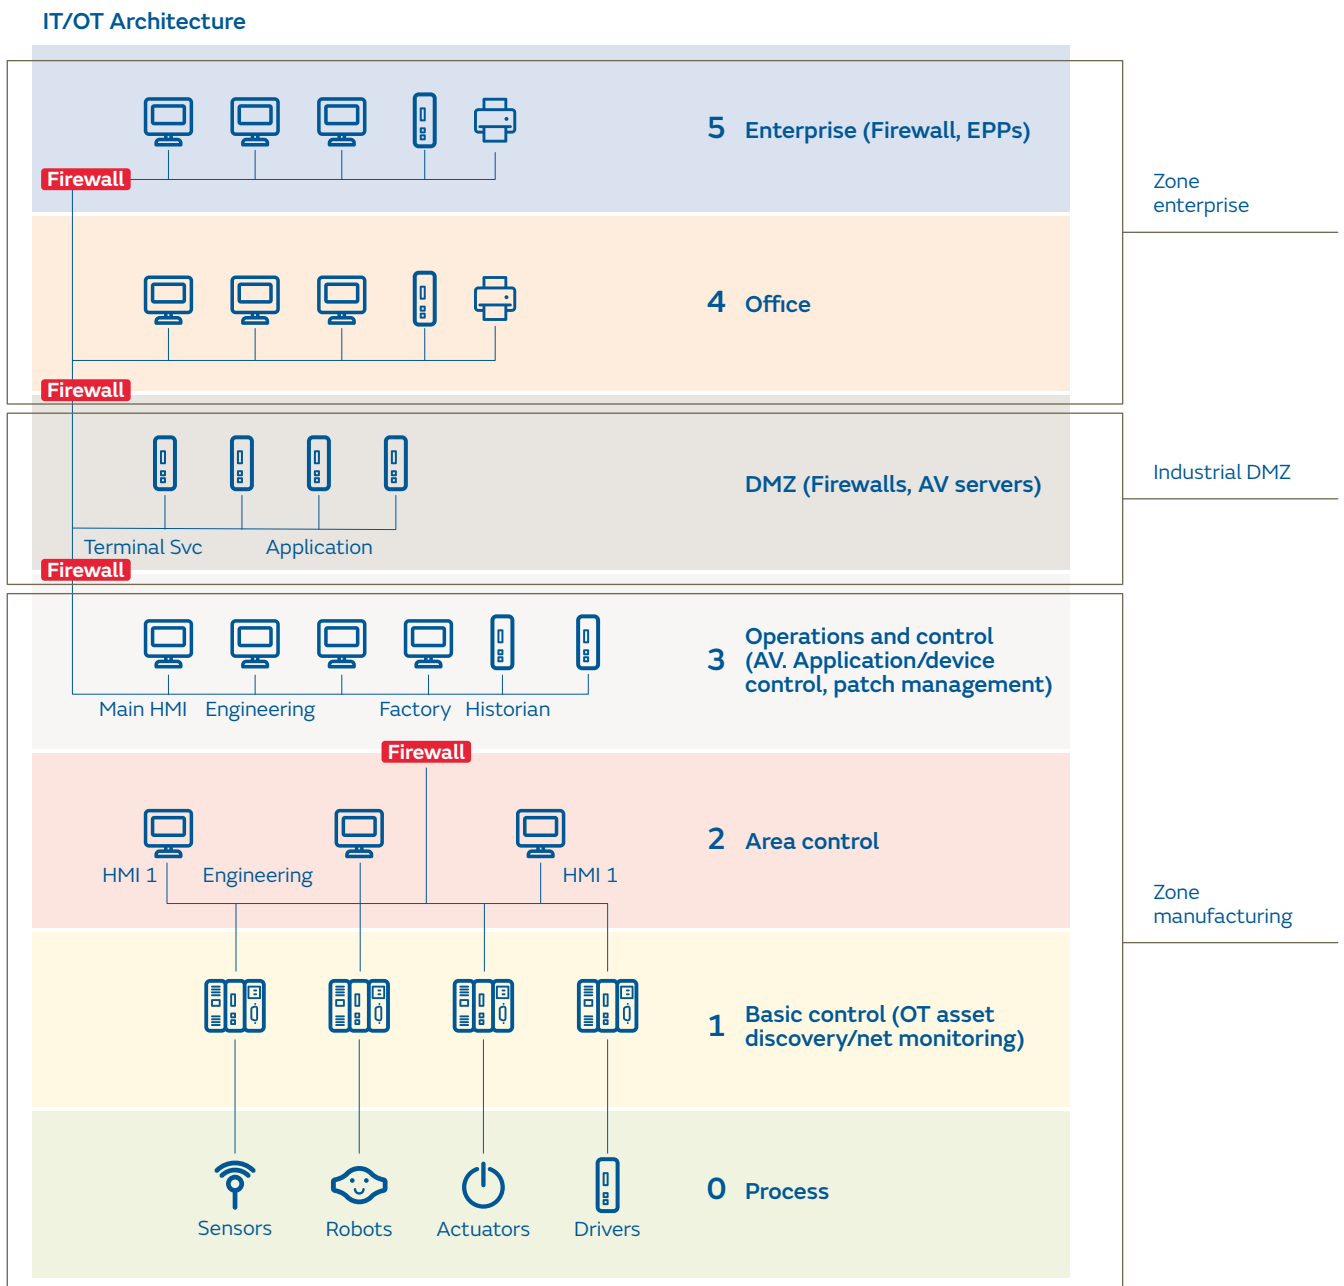 IT/OT Architecture
5 Enterprise (Firewall, EPPs)
Firewall
Zone
enterprise
4 Office
Firewall
DMZ (Firewalls, AV servers)
Industrial DMZ
Terminal Svc Application
Firewall
3 Operations and control
(AV. Application/device
control, patch management)
Main HMI Engineering Factory Historian
Firewall
2 Area control
HMI 1 Engineering HMI 1
Zone
manufacturing
1 Basic control (OT asset
discovery/net monitoring)
0 Process
Sensors Robots Actuators Drivers